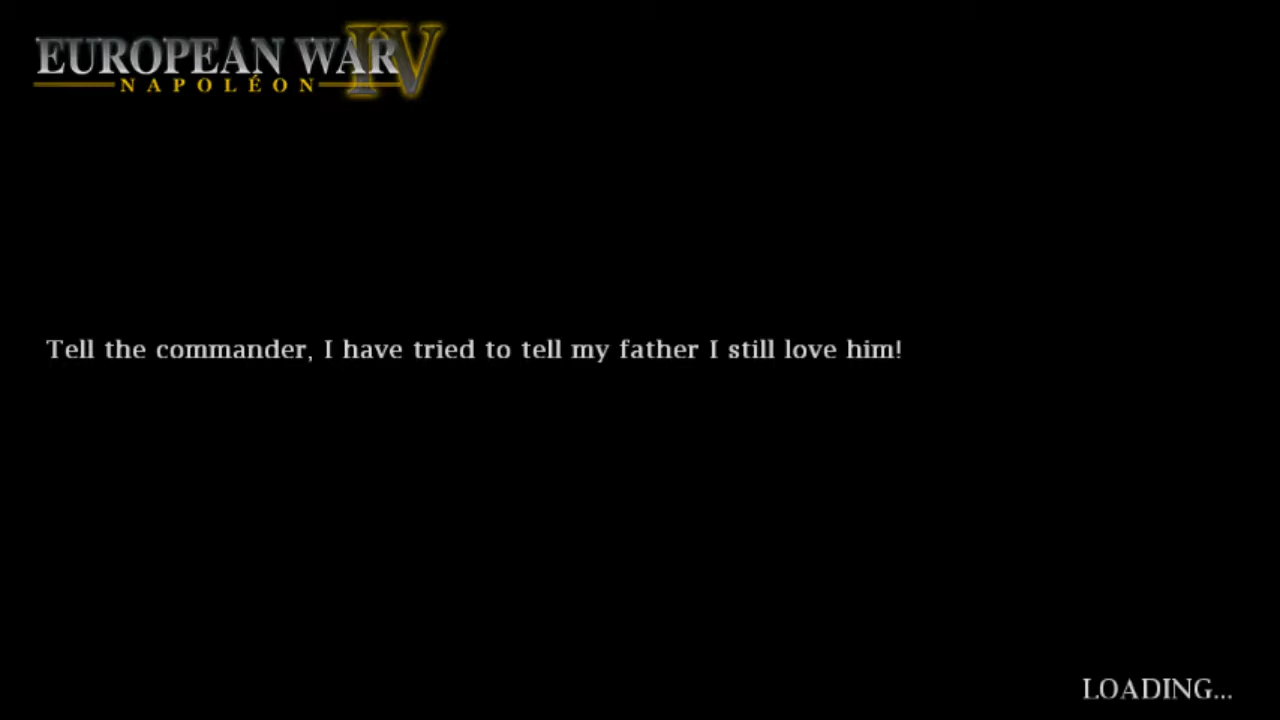 EUROPEAN WAR IV
NAPOLÉON
Tell the commander, I have tried to tell my father I still love him!
LOADING...